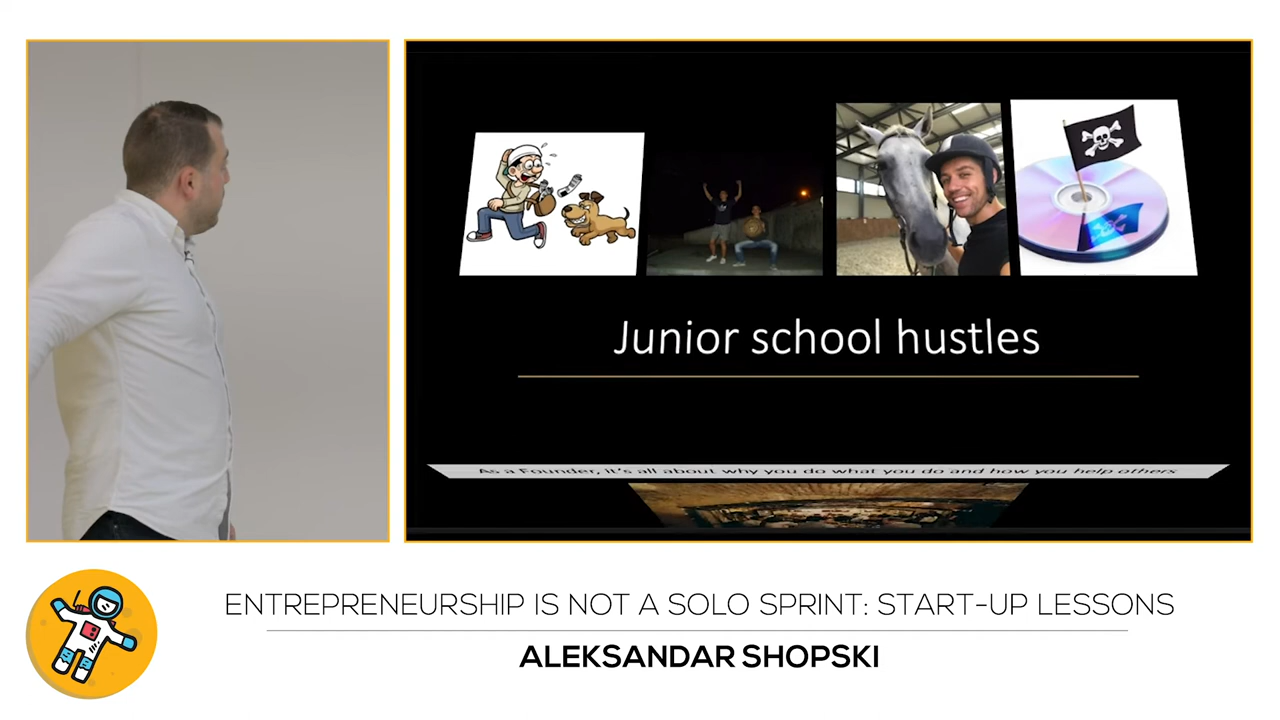 Junior school hustles
As a Founder, it's all about why you do what you do and how you help others
ENTREPRENEURSHIP IS NOT A SOLO SPRINT: START-UP LESSONS
ALEKSANDAR SHOPSKI